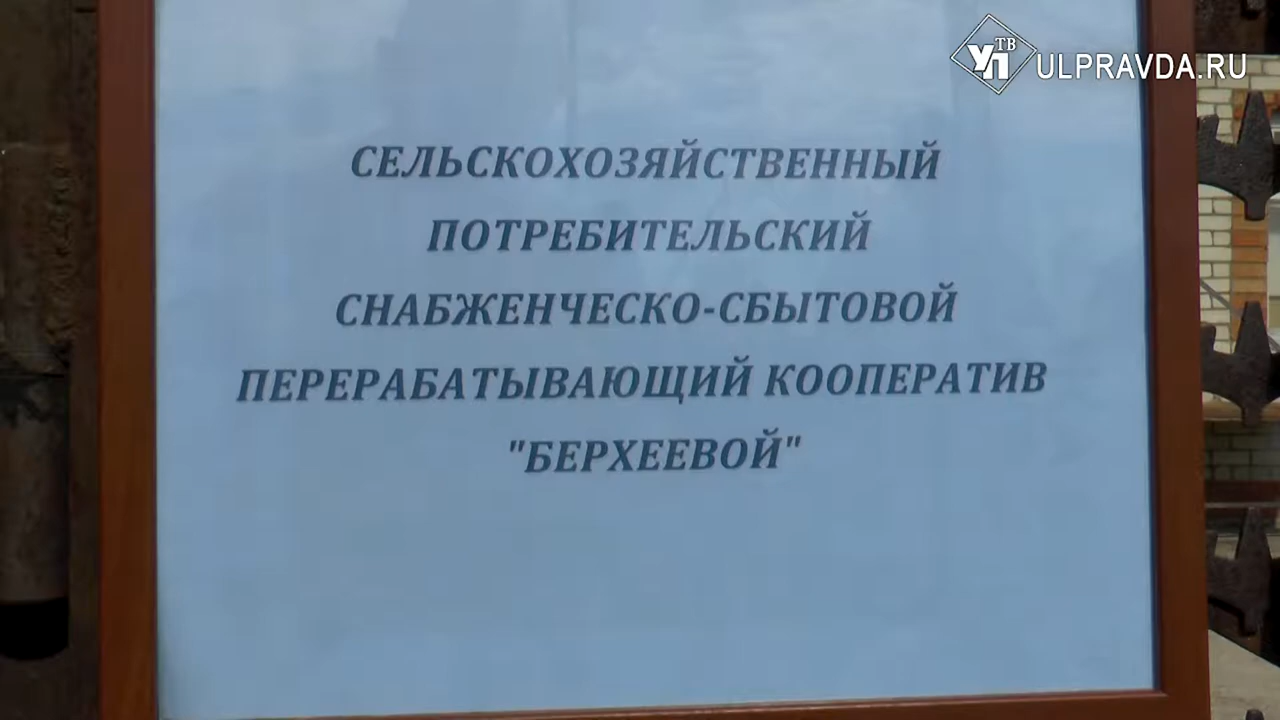 УП ТВ ULPRAVDA.RU
СЕЛЬСКОХОЗЯЙСТВЕННЫЙ
ПОТРЕБИТЕЛЬСКИЙ
СНАБЖЕНЧЕСКО-СБЫТОВОЙ
ПЕРЕРАБАТЫВАЮЩИЙ КООПЕРАТИВ
"БЕРХЕЕВОЙ"